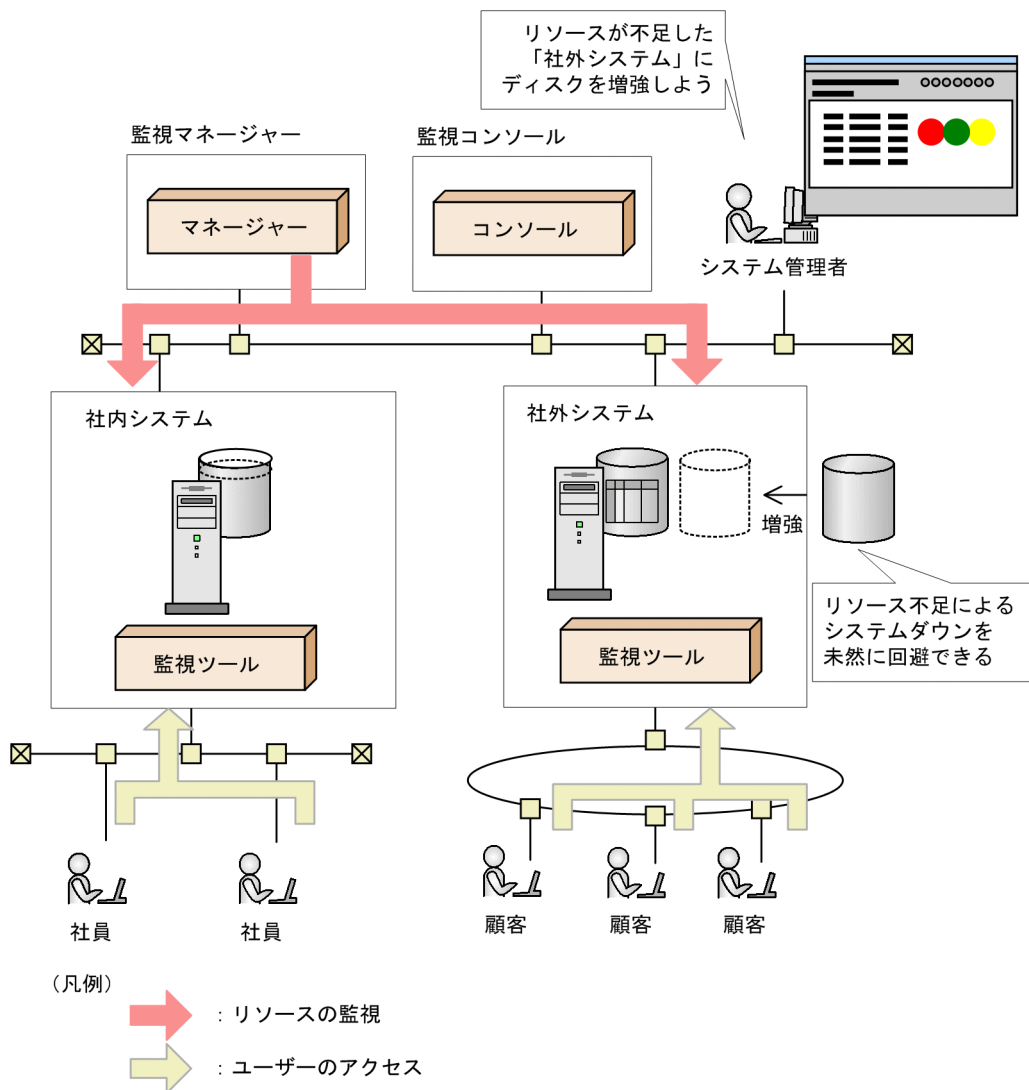 リソースが不足した
「社外システム」に
ディスクを増強しよう
監視マネージャー
監視コンソール
マネージャー
コンソール
システム管理者
社内システム
社外システム
増強
リソース不足による
システムダウンを
未然に回避できる
監視ツール
監視ツール
社員
社員
顧客
顧客
顧客
（凡例）
：リソースの監視
：ユーザーのアクセス